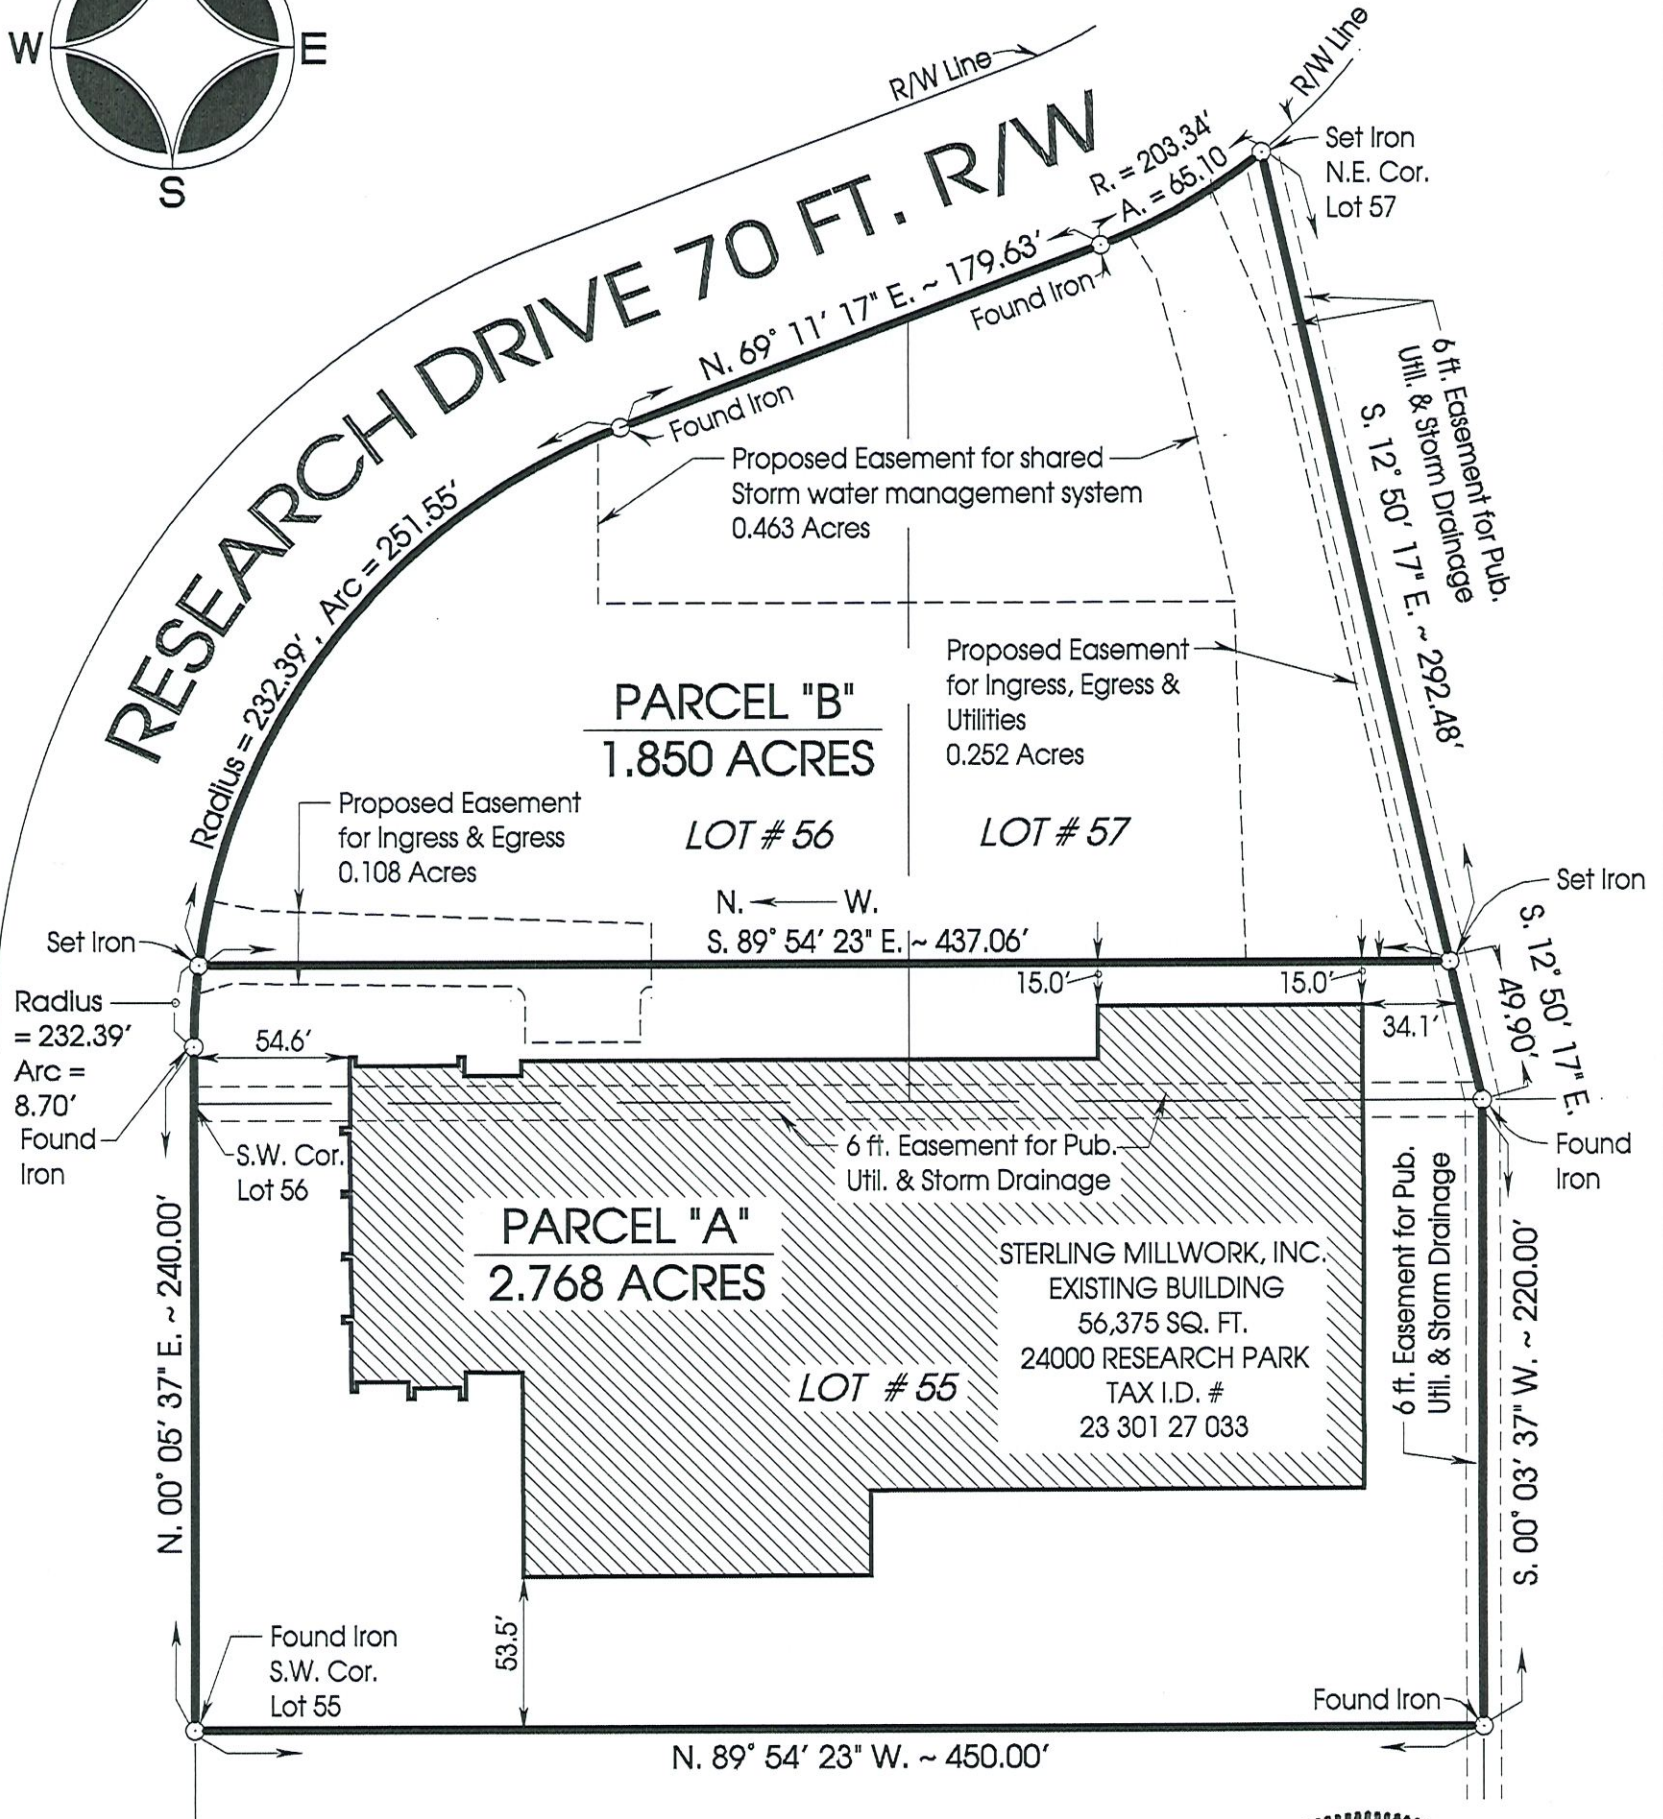 W
E
S
R/W Line
R/W Line
RESEARCH DRIVE 70 FT. R/W
R. = 203.34'
A. = 65.10
Set Iron
N.E. Cor.
Lot 57
N. 69° 11' 17" E. ~ 179.63'
Found Iron
Found Iron
6 ft. Easement for Pub.
Util. & Storm Drainage
S. 12° 50' 17" E. ~ 292.48'
Proposed Easement for shared
Storm water management system
0.463 Acres
Radius = 232.39', Arc = 251.55'
Proposed Easement
for Ingress, Egress &
Utilities
0.252 Acres
PARCEL "B"
1.850 ACRES
Proposed Easement
for Ingress & Egress
0.108 Acres
LOT # 56
LOT # 57
N. W.
S. 89° 54' 23" E. ~ 437.06'
Set Iron
Set Iron
S. 12° 50' 17" E.
49.90'
15.0'
15.0'
34.1'
Radius
= 232.39'
Arc =
8.70'
Found
Iron
54.6'
S.W. Cor.
Lot 56
6 ft. Easement for Pub.
Util. & Storm Drainage
Found
Iron
PARCEL "A"
2.768 ACRES
STERLING MILLWORK, INC.
EXISTING BUILDING
56,375 SQ. FT.
24000 RESEARCH PARK
TAX I.D. #
23 301 27 033
LOT # 55
N. 00° 05' 37" E. ~ 240.00'
6 ft. Easement for Pub.
Util. & Storm Drainage
S. 00° 03' 37" W. ~ 220.00'
53.5'
Found Iron
S.W. Cor.
Lot 55
Found Iron
N. 89° 54' 23" W. ~ 450.00'